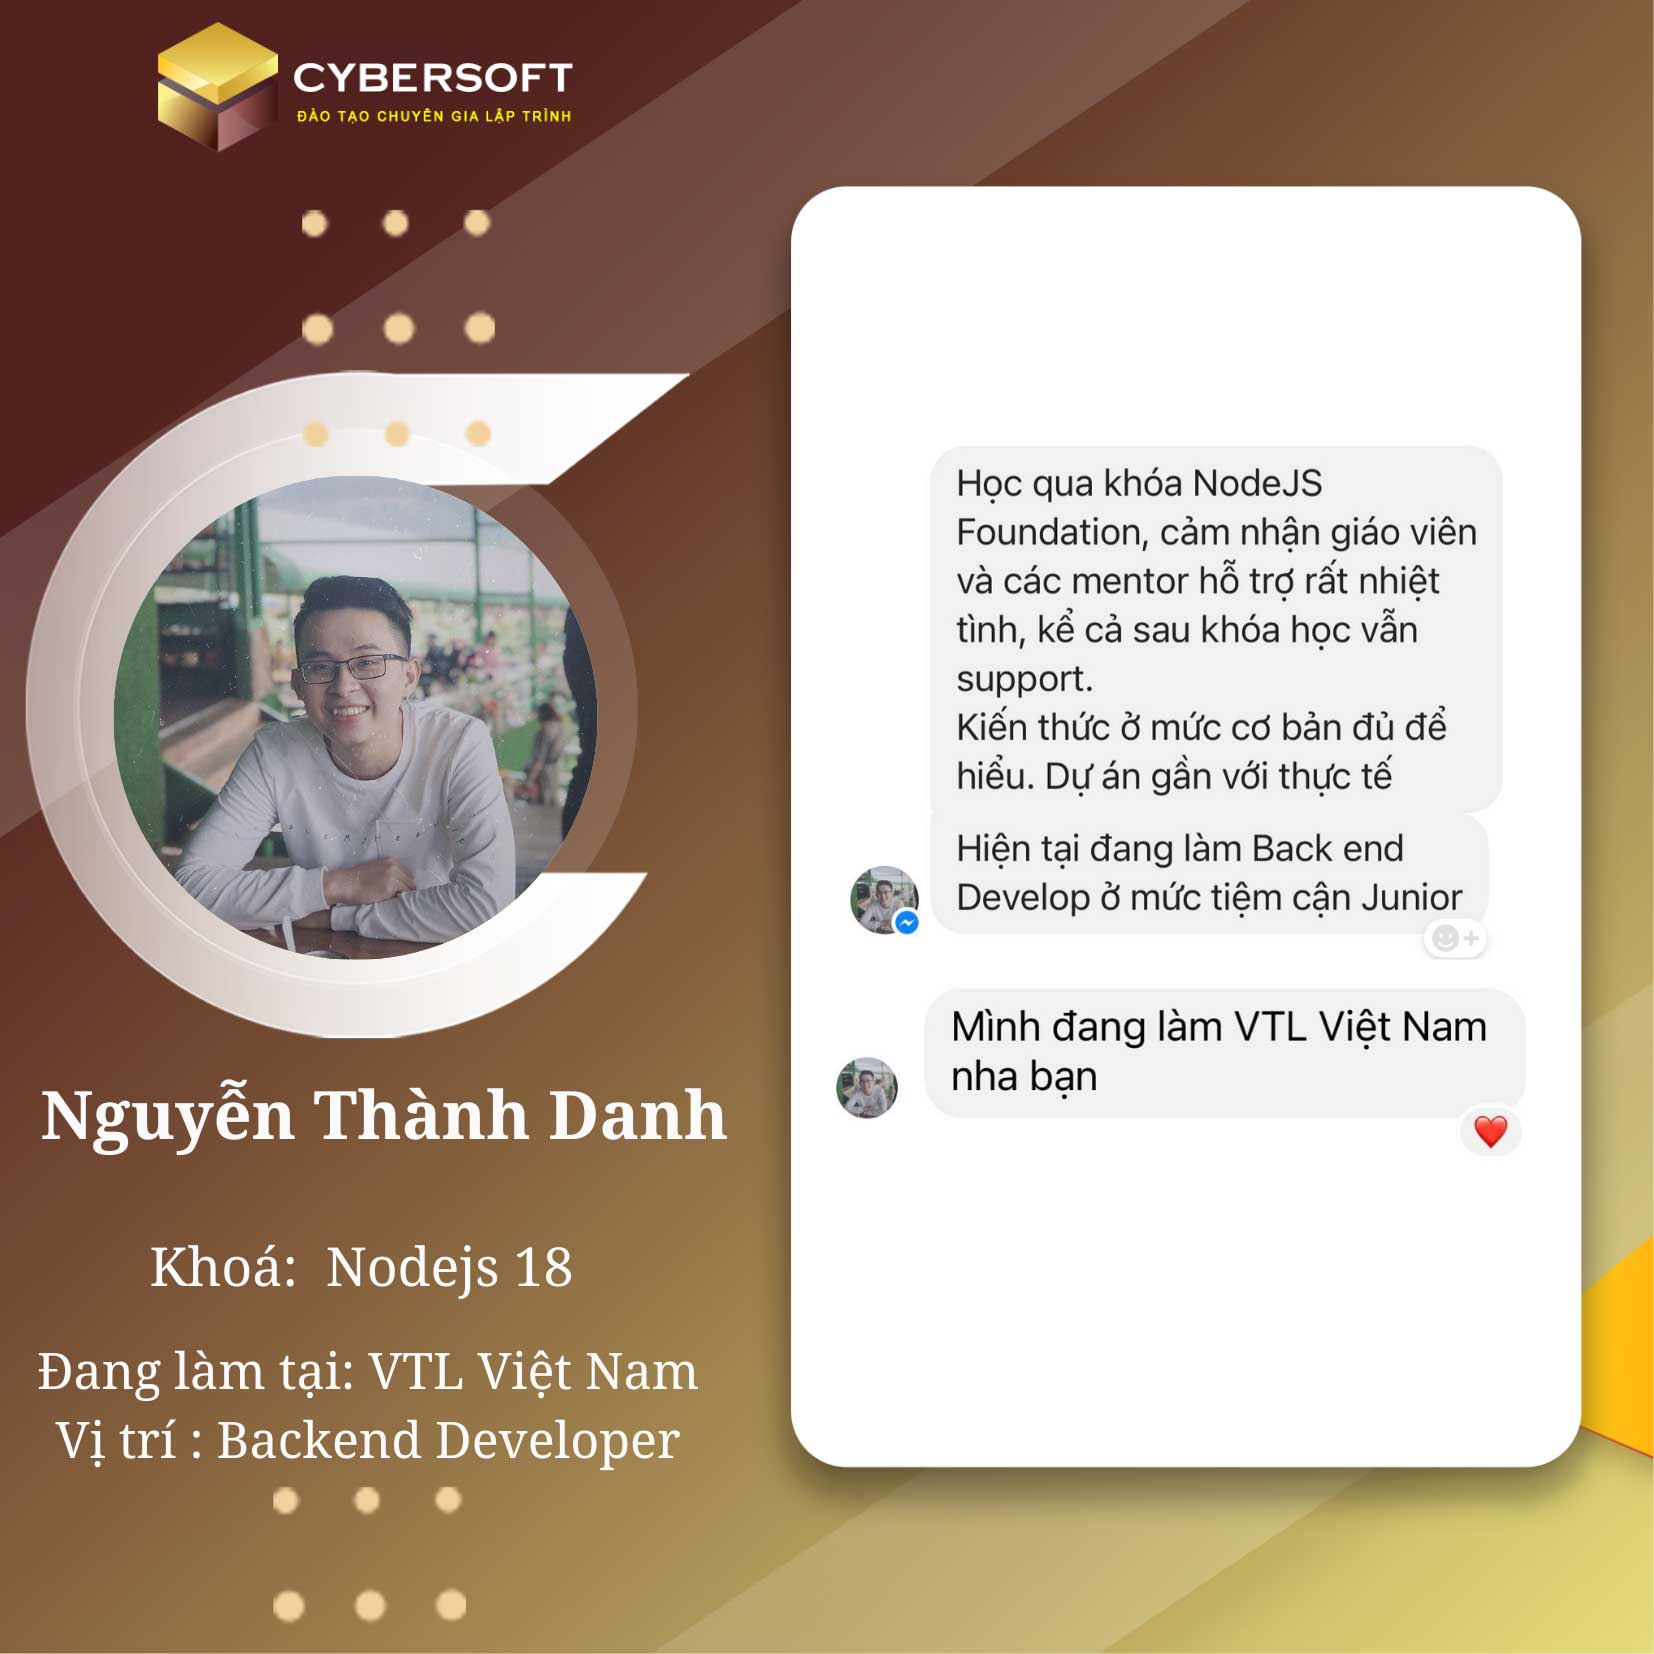 CYBERSOFT
ĐÀO TẠO CHUYÊN GIA LẬP TRÌNH
Nguyễn Thành Danh
Khoá: Nodejs 18
Đang làm tại: VTL Việt Nam
Vị trí : Backend Developer
Học qua khóa NodeJS
Foundation, cảm nhận giáo viên
và các mentor hỗ trợ rất nhiệt
tình, kể cả sau khóa học vẫn
support.
Kiến thức ở mức cơ bản đủ để
hiểu. Dự án gần với thực tế
Hiện tại đang làm Back end
Develop ở mức tiệm cận Junior
Mình đang làm VTL Việt Nam
nha bạn